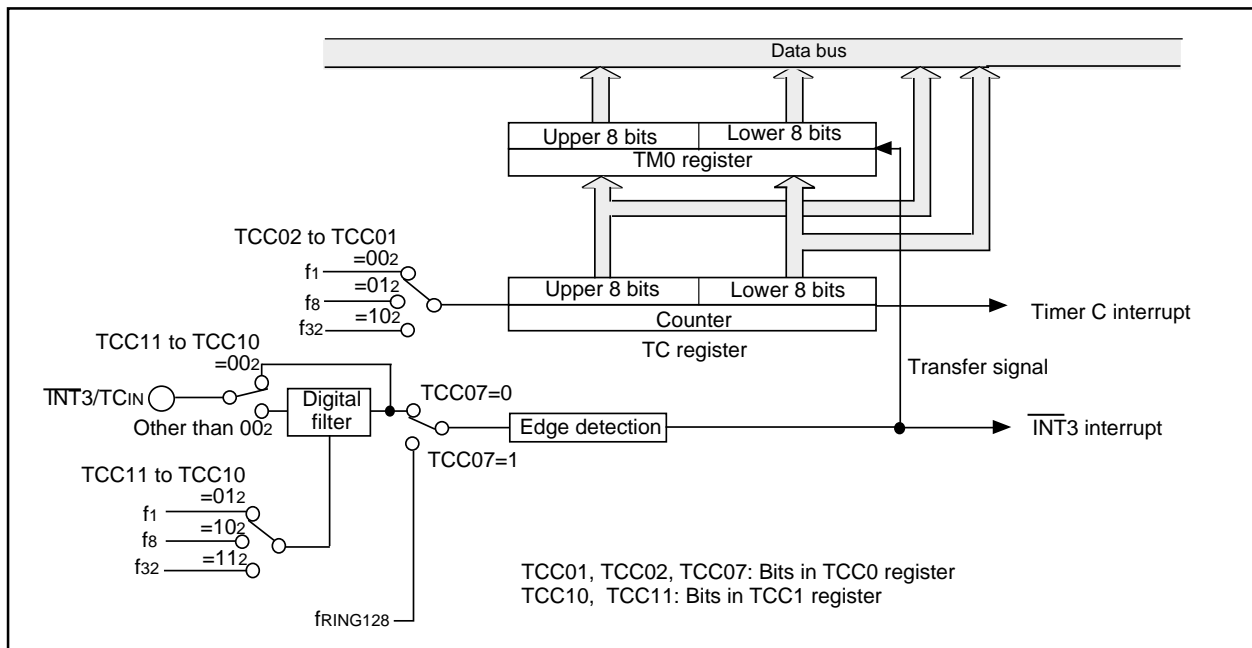 Data bus
Upper 8 bits Lower 8 bits
TM0 register
TCC02 to TCC01
=002
f1
=012
f8
=102
f32
Upper 8 bits Lower 8 bits
Counter
TC register
Timer C interrupt
TCC11 to TCC10
=002
Transfer signal
INT3/TCIN
Other than 002
Digital
filter
TCC07=0
TCC07=1
Edge detection
INT3 interrupt
TCC11 to TCC10
=012
f1
=102
f8
=112
f32
TCC01, TCC02, TCC07: Bits in TCC0 register
TCC10, TCC11: Bits in TCC1 register
fRING128